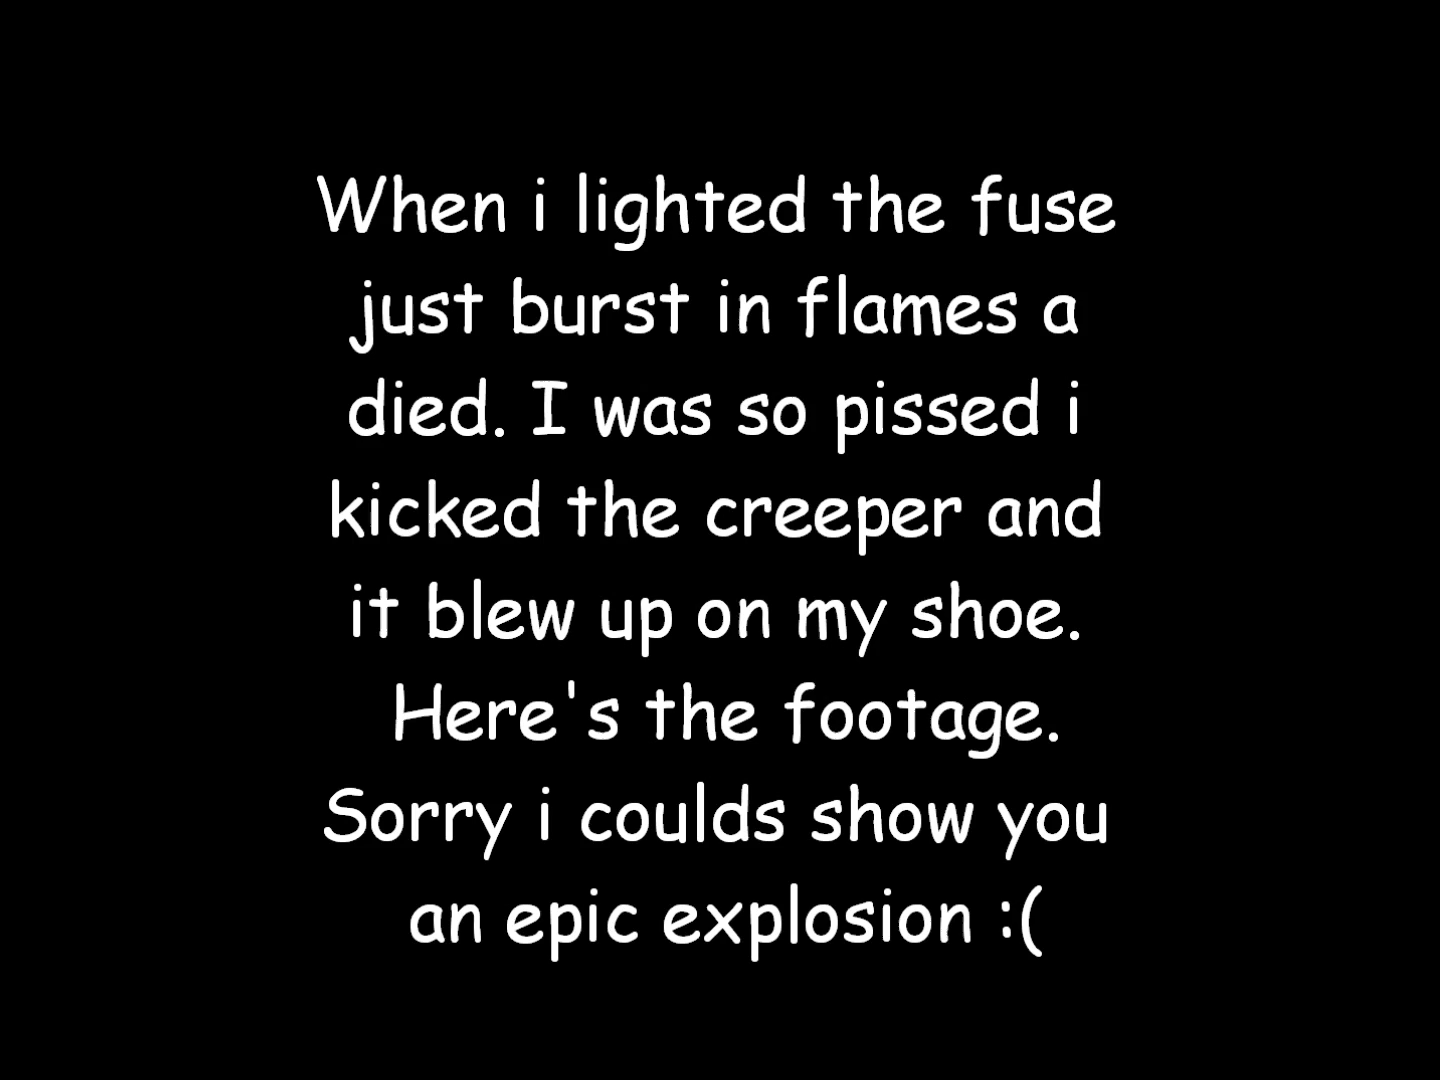 When i lighted the fuse
just burst in flames a
died. I was so pissed i
kicked the creeper and
it blew up on my shoe.
Here's the footage.
Sorry i coulds show you
an epic explosion :(